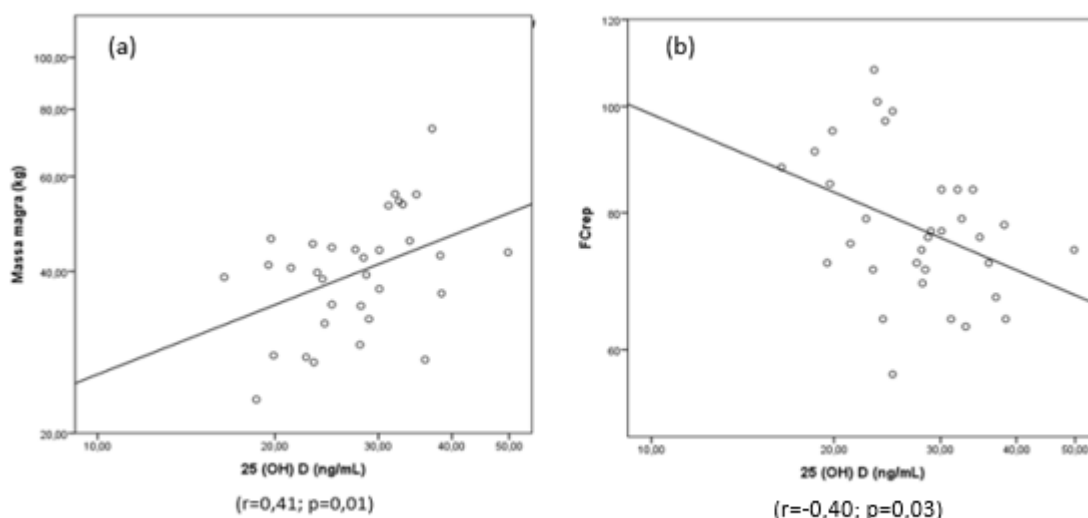 (a)
100,00
80,00
60,00
40,00
20,00
Massa magra (kg)
10,00 20,00 30,00 40,00 50,00
25 (OH) D (ng/mL)
(r=0,41; p=0,01)
(b)
120
100
80
60
FCrep
10,00 20,00 30,00 40,00 50,00
25 (OH) D (ng/mL)
(r=-0,40; p=0,03)